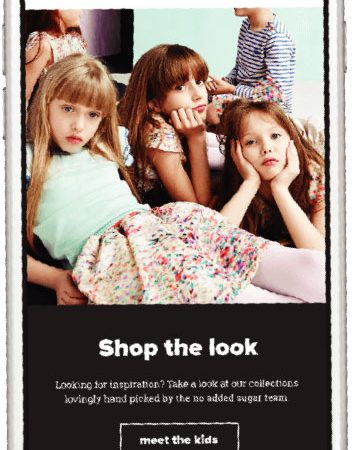 Shop the look
Looking for inspiration? Take a look at our collections
lovingly hand picked by the no added sugar team.
meet the kids